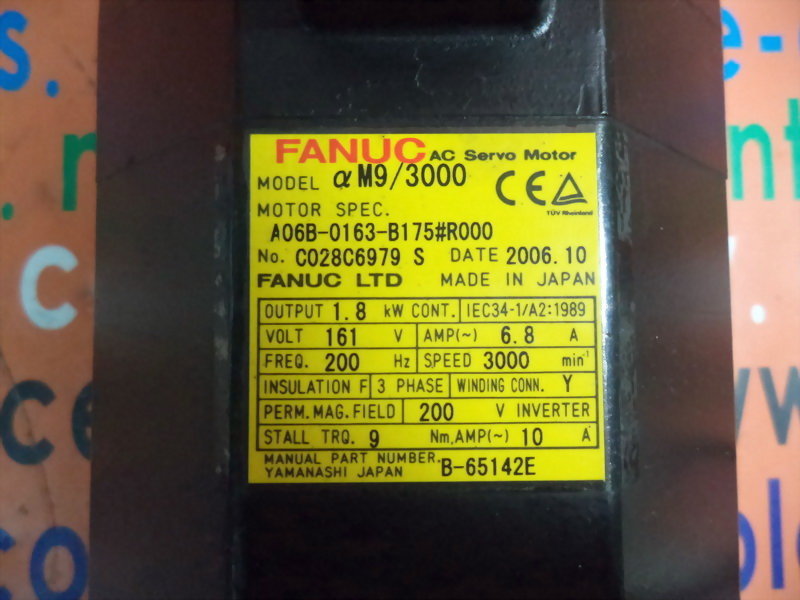 FANUC AC Servo Motor
MODEL αM9/3000
CE TÜV Rheinland
MOTOR SPEC.
A06B-0163-B175#R000
No. C028C6979 S DATE 2006.10
FANUC LTD MADE IN JAPAN
OUTPUT 1.8 kW CONT. IEC34-1/A2:1989
VOLT 161 V AMP(~) 6.8 A
FREQ. 200 Hz SPEED 3000 min⁻¹
INSULATION F 3 PHASE WINDING CONN. Y
PERM.MAG.FIELD 200 V INVERTER
STALL TRQ. 9 Nm,AMP(~) 10 A
MANUAL PART NUMBER.
YAMANASHI JAPAN B-65142E